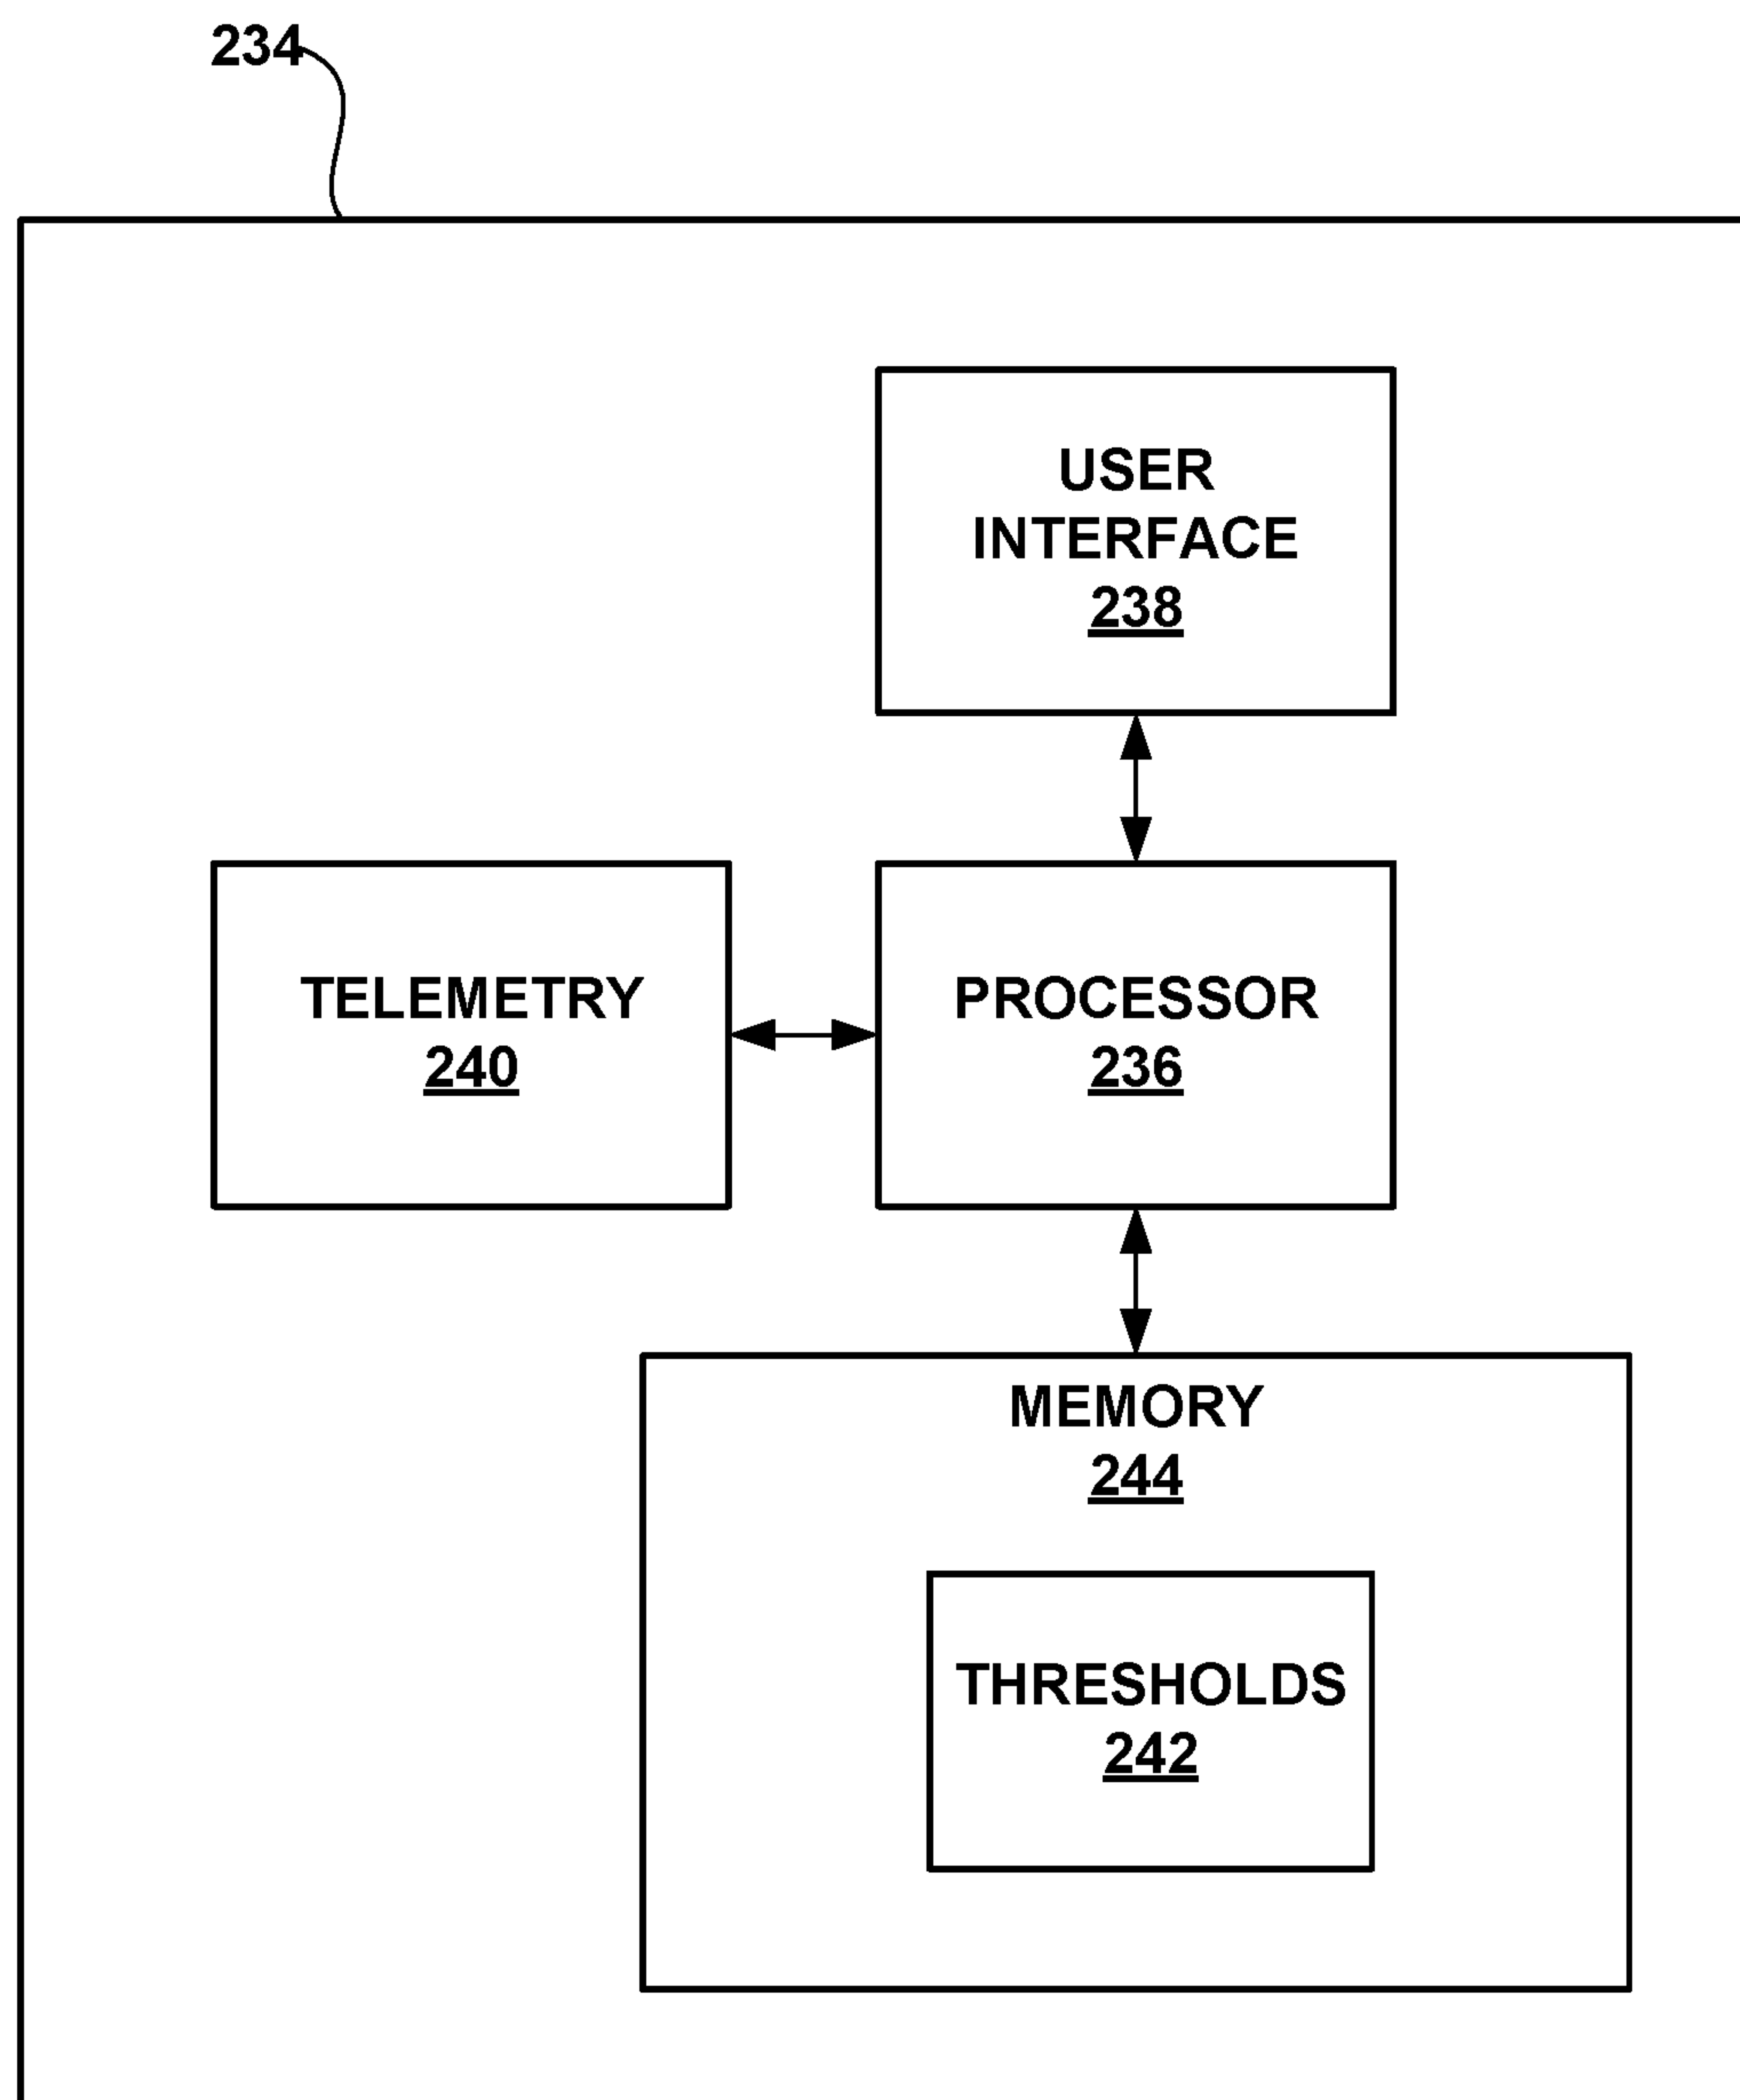 234
USER
INTERFACE
238
TELEMETRY
240
PROCESSOR
236
MEMORY
244
THRESHOLDS
242